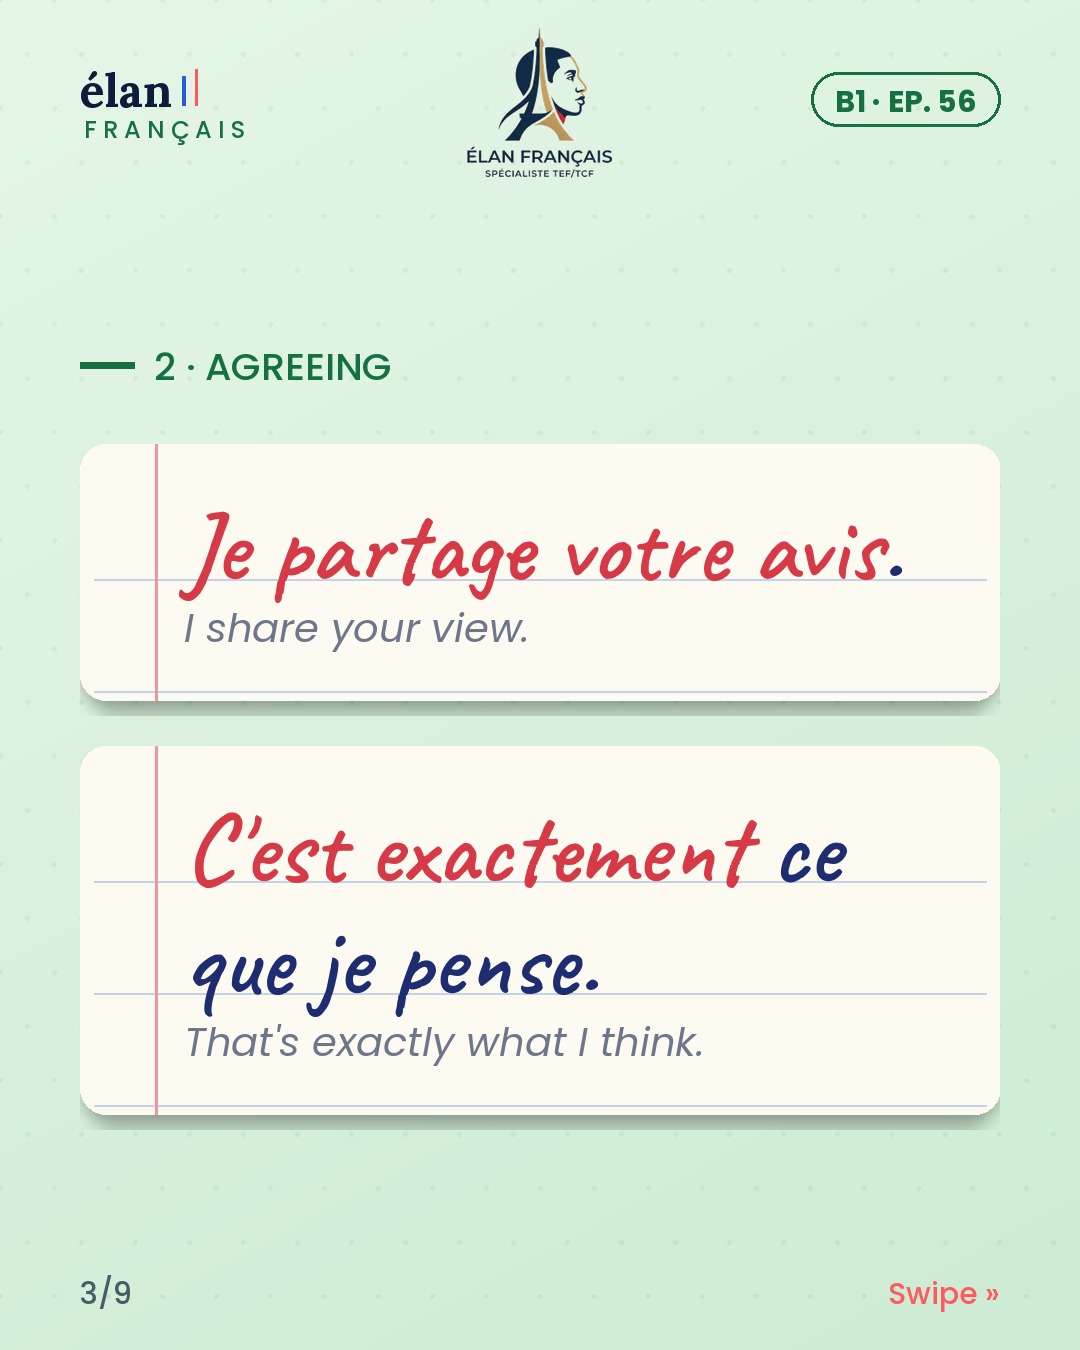 élan
FRANÇAIS
ÉLAN FRANÇAIS
SPÉCIALISTE TEF/TCF
B1 · EP. 56
2 · AGREEING
Je partage votre avis.
I share your view.
C'est exactement ce
que je pense.
That's exactly what I think.
3/9
Swipe »